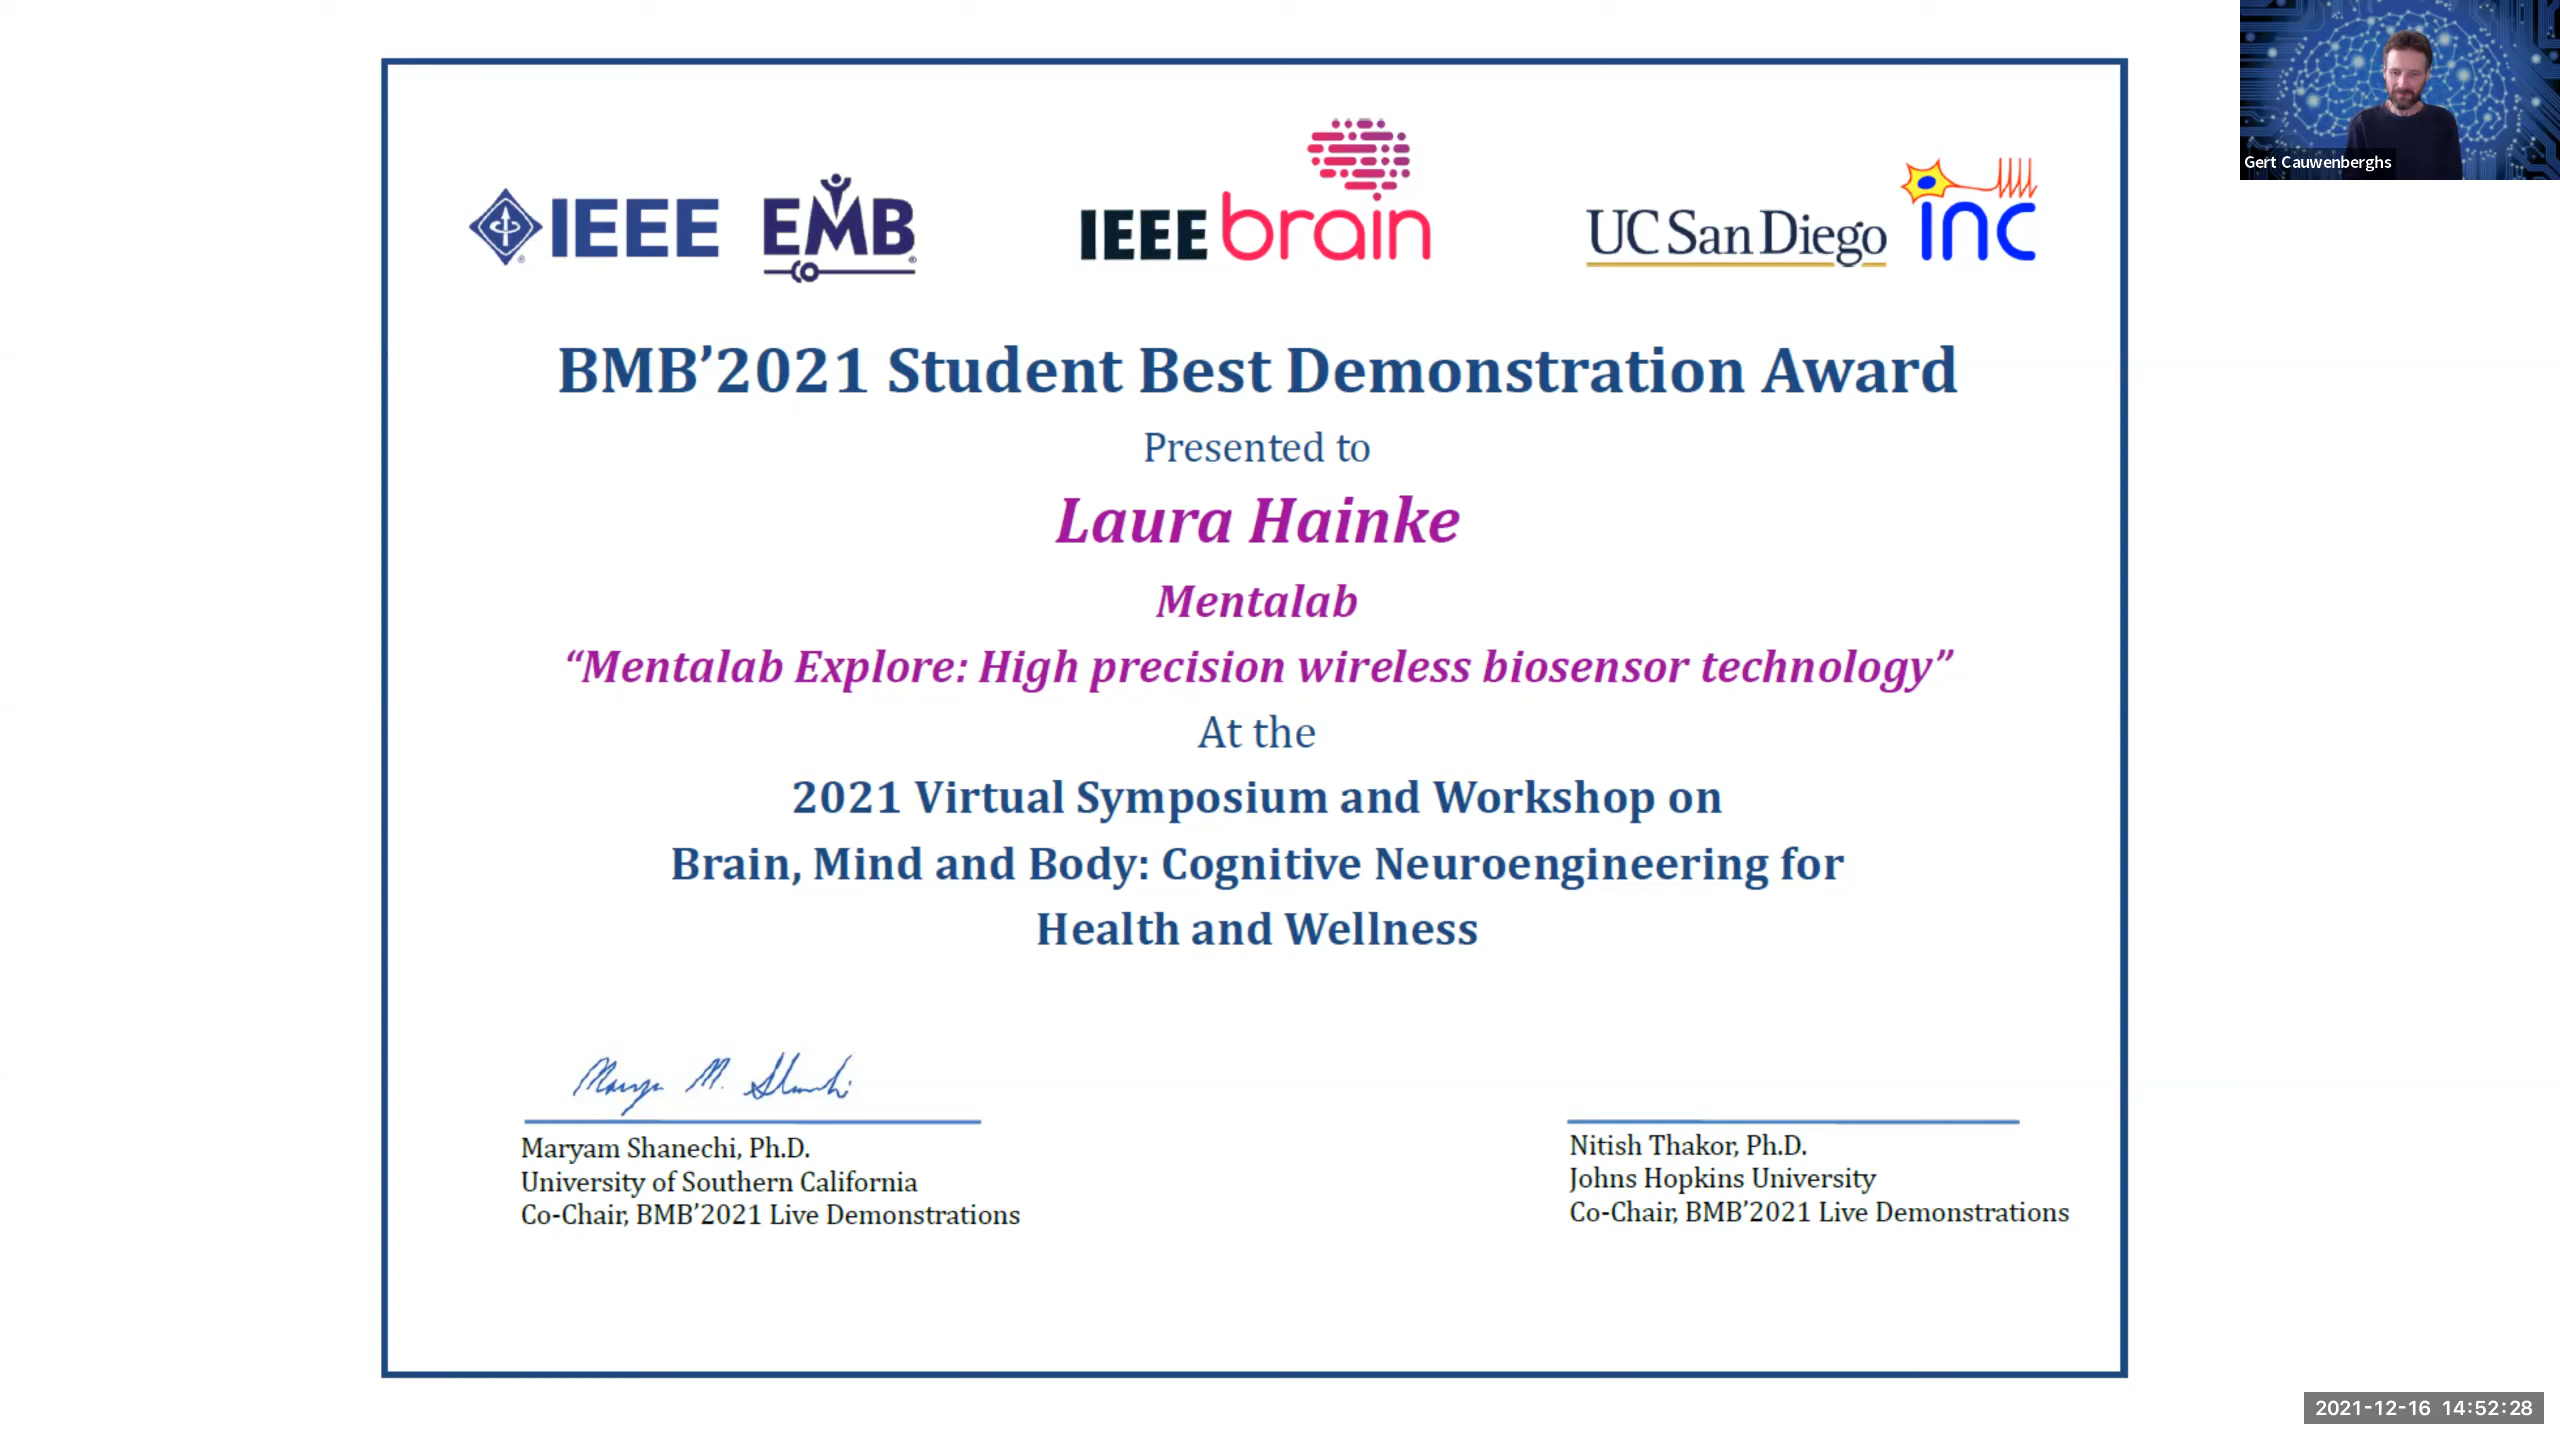 Gert Cauwenberghs
IEEE EMB IEEE brain UC San Diego inc
BMB’2021 Student Best Demonstration Award
Presented to
Laura Hainke
Mentalab
“Mentalab Explore: High precision wireless biosensor technology”
At the
2021 Virtual Symposium and Workshop on
Brain, Mind and Body: Cognitive Neuroengineering for
Health and Wellness
Maryam M. Shanechi
Maryam Shanechi, Ph.D.
University of Southern California
Co-Chair, BMB’2021 Live Demonstrations
Nitish Thakor, Ph.D.
Johns Hopkins University
Co-Chair, BMB’2021 Live Demonstrations
2021-12-16 14:52:28